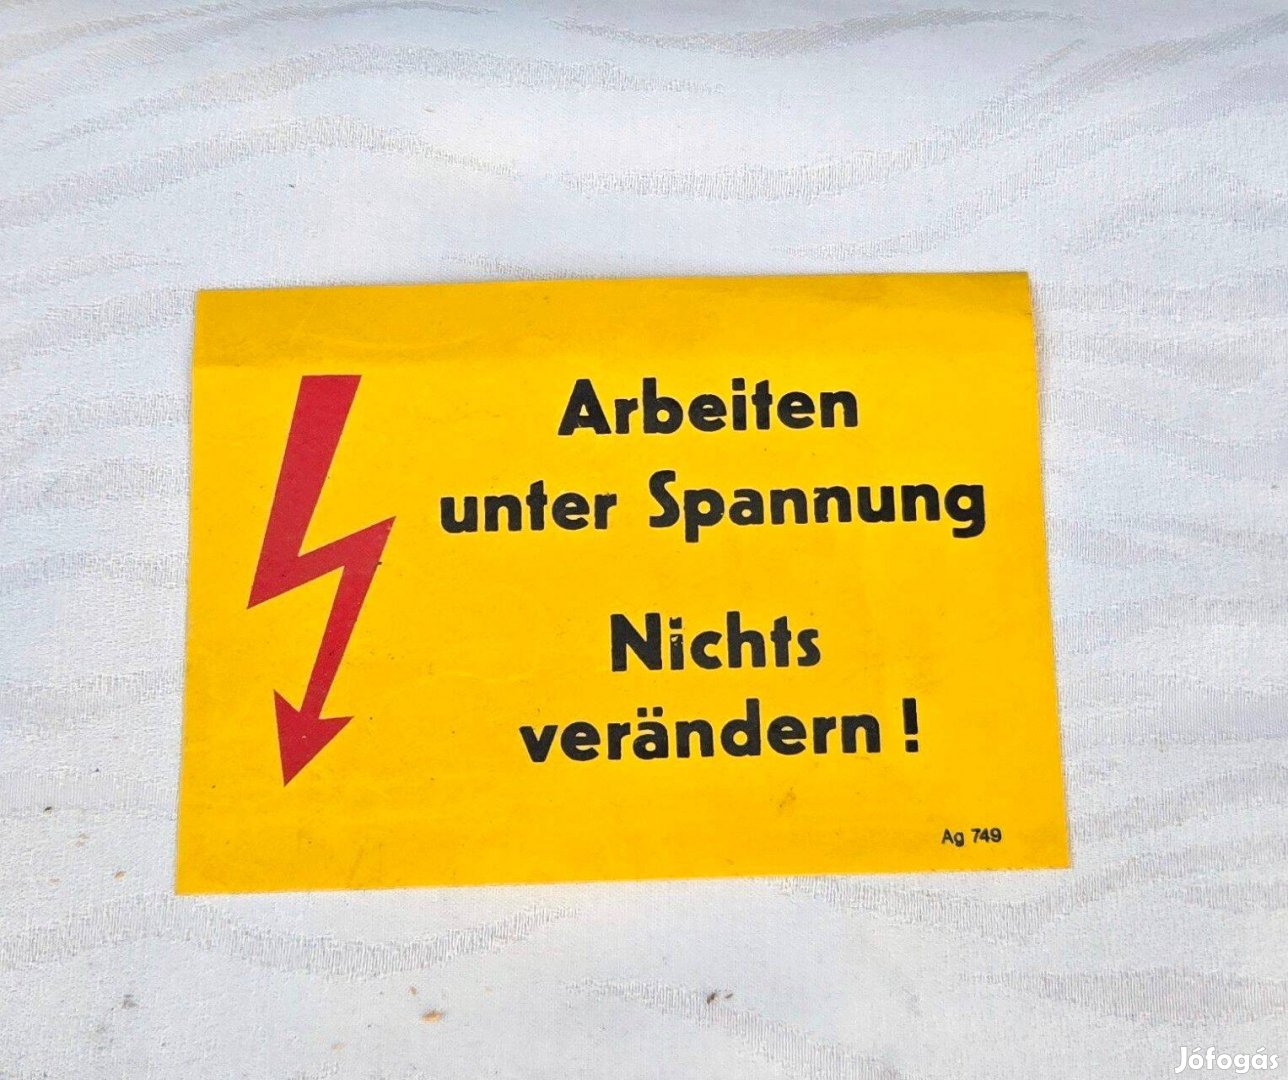 Arbeiten
unter Spannung
Nichts
verändern!
Ag 749
Jófogás